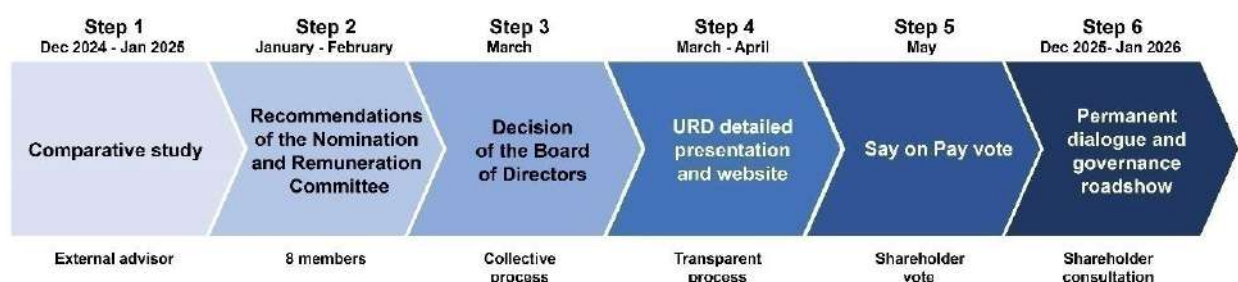 Step 1
Dec 2024 - Jan 2025
Comparative study
External advisor
Step 2
January - February
Recommendations
of the Nomination
and Remuneration
Committee
8 members
Step 3
March
Decision
of the Board
of Directors
Collective
process
Step 4
March - April
URD detailed
presentation
and website
Transparent
process
Step 5
May
Say on Pay vote
Shareholder
vote
Step 6
Dec 2025- Jan 2026
Permanent
dialogue and
governance
roadshow
Shareholder
consultation